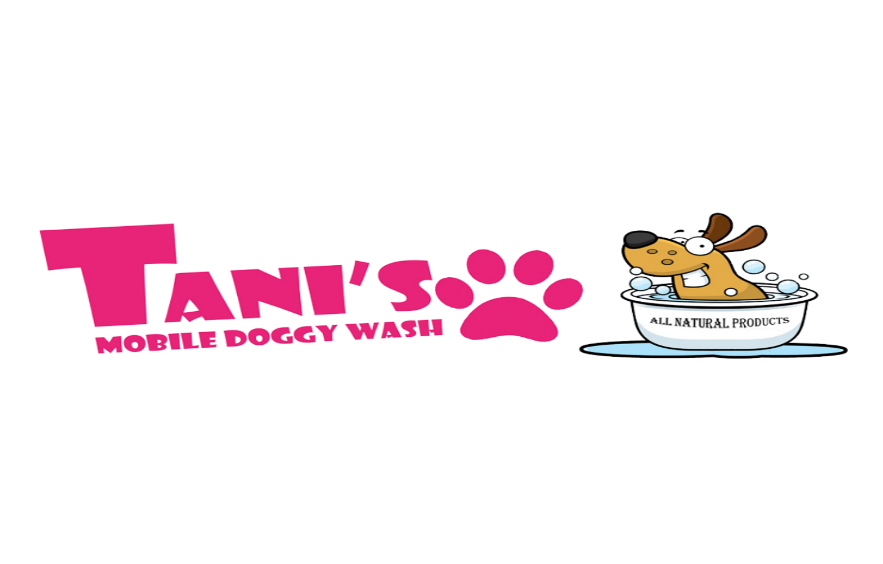 TANI'S
MOBILE DOGGY WASH
ALL NATURAL PRODUCTS